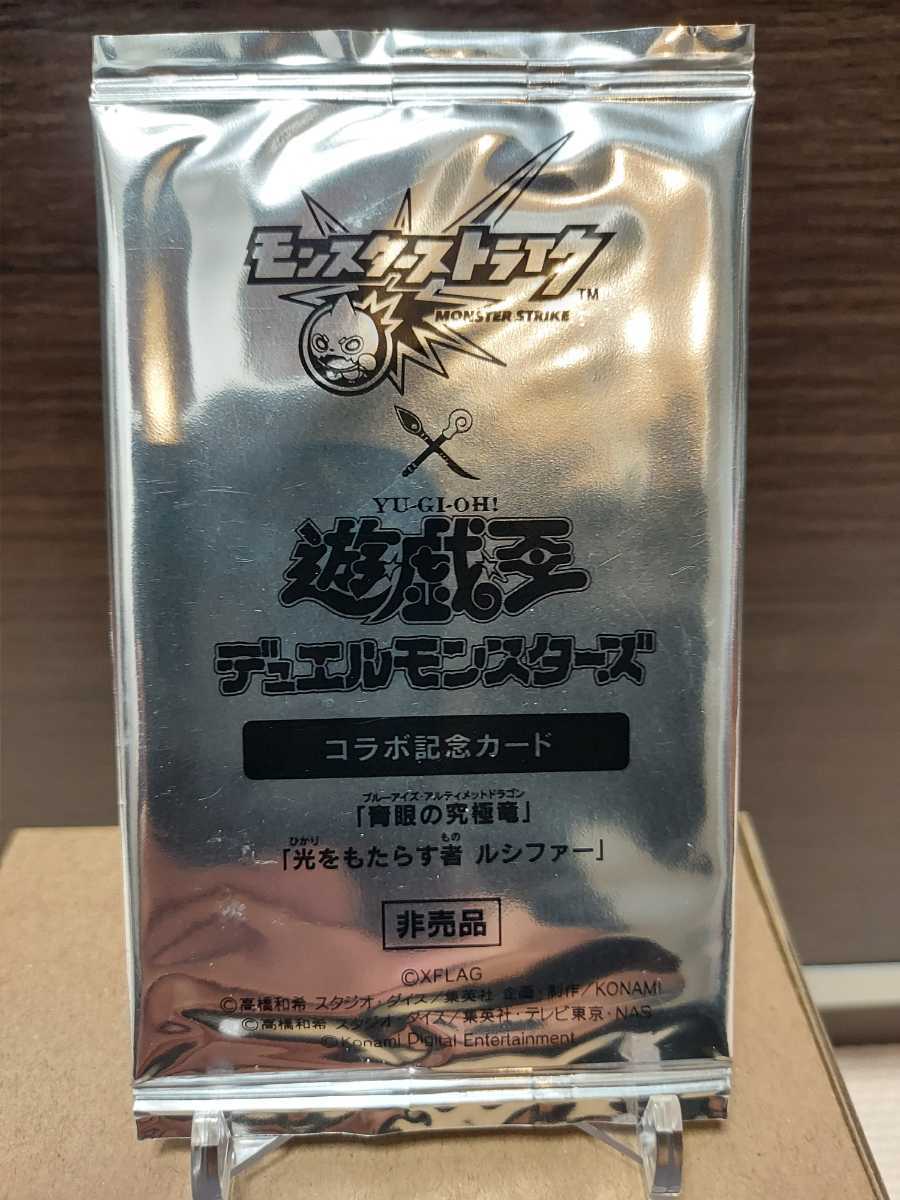 モンスターストライク
TM
MONSTER STRIKE
YU-GI-OH!
遊戯王
デュエルモンスターズ
コラボ記念カード
ブルーアイズ・アルティメットドラゴン
「青眼の究極竜」
ひかり もの
「光をもたらす者 ルシファー」
非売品
©XFLAG
©高橋和希 スタジオ・ダイス/集英社 企画・制作/KONAMI
©高橋和希 スタジオ・ダイス/集英社・テレビ東京・NAS
©Konami Digital Entertainment